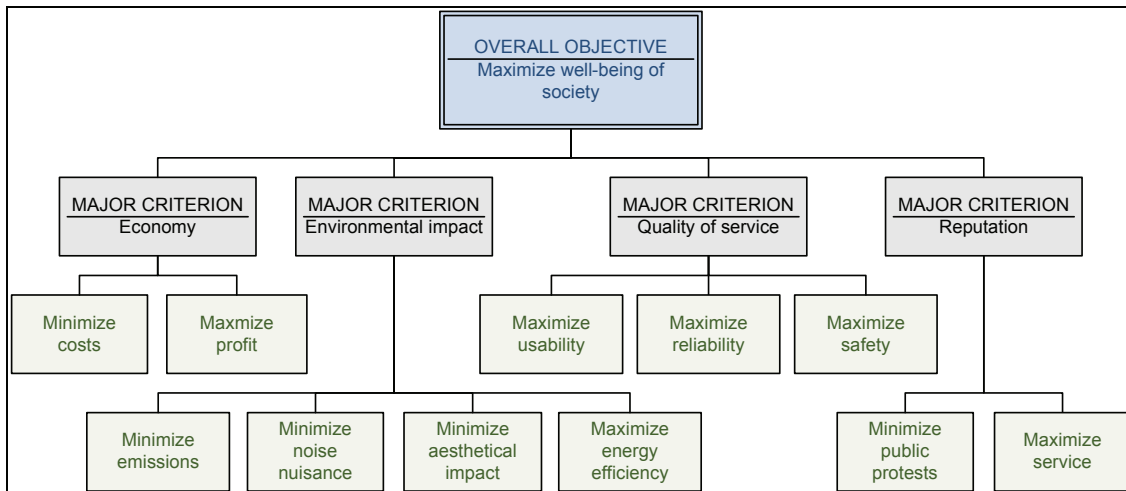 OVERALL OBJECTIVE
Maximize well-being of
society
MAJOR CRITERION
Economy
MAJOR CRITERION
Environmental impact
MAJOR CRITERION
Quality of service
MAJOR CRITERION
Reputation
Minimize
costs
Maxmize
profit
Maximize
usability
Maximize
reliability
Maximize
safety
Minimize
emissions
Minimize
noise
nuisance
Minimize
aesthetical
impact
Maximize
energy
efficiency
Minimize
public
protests
Maximize
service